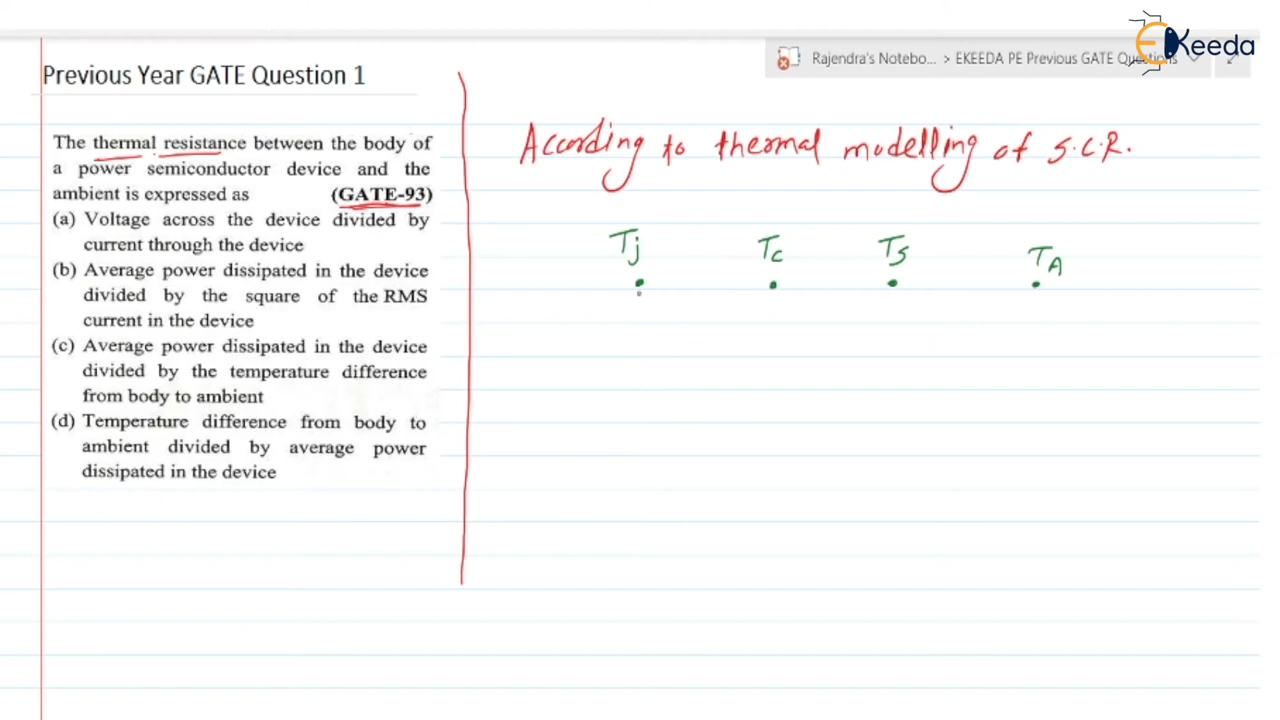 Ekeeda
Rajendra's Notebo... > EKEEDA PE Previous GATE Questions
Previous Year GATE Question 1
The thermal resistance between the body of
a power semiconductor device and the
ambient is expressed as (GATE-93)
(a) Voltage across the device divided by
current through the device
(b) Average power dissipated in the device
divided by the square of the RMS
current in the device
(c) Average power dissipated in the device
divided by the temperature difference
from body to ambient
(d) Temperature difference from body to
ambient divided by average power
dissipated in the device
According to thermal modelling of S.C.R.
Tj Tc Ts TA